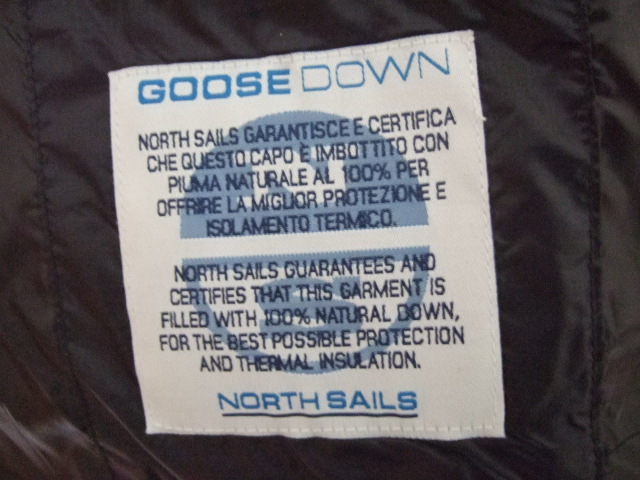 GOOSE DOWN
NORTH SAILS GARANTISCE E CERTIFICA
CHE QUESTO CAPO È IMBOTTITO CON
PIUMA NATURALE AL 100% PER
OFFRIRE LA MIGLIOR PROTEZIONE E
ISOLAMENTO TERMICO.
NORTH SAILS GUARANTEES AND
CERTIFIES THAT THIS GARMENT IS
FILLED WITH 100% NATURAL DOWN,
FOR THE BEST POSSIBLE PROTECTION
AND THERMAL INSULATION.
NORTH SAILS